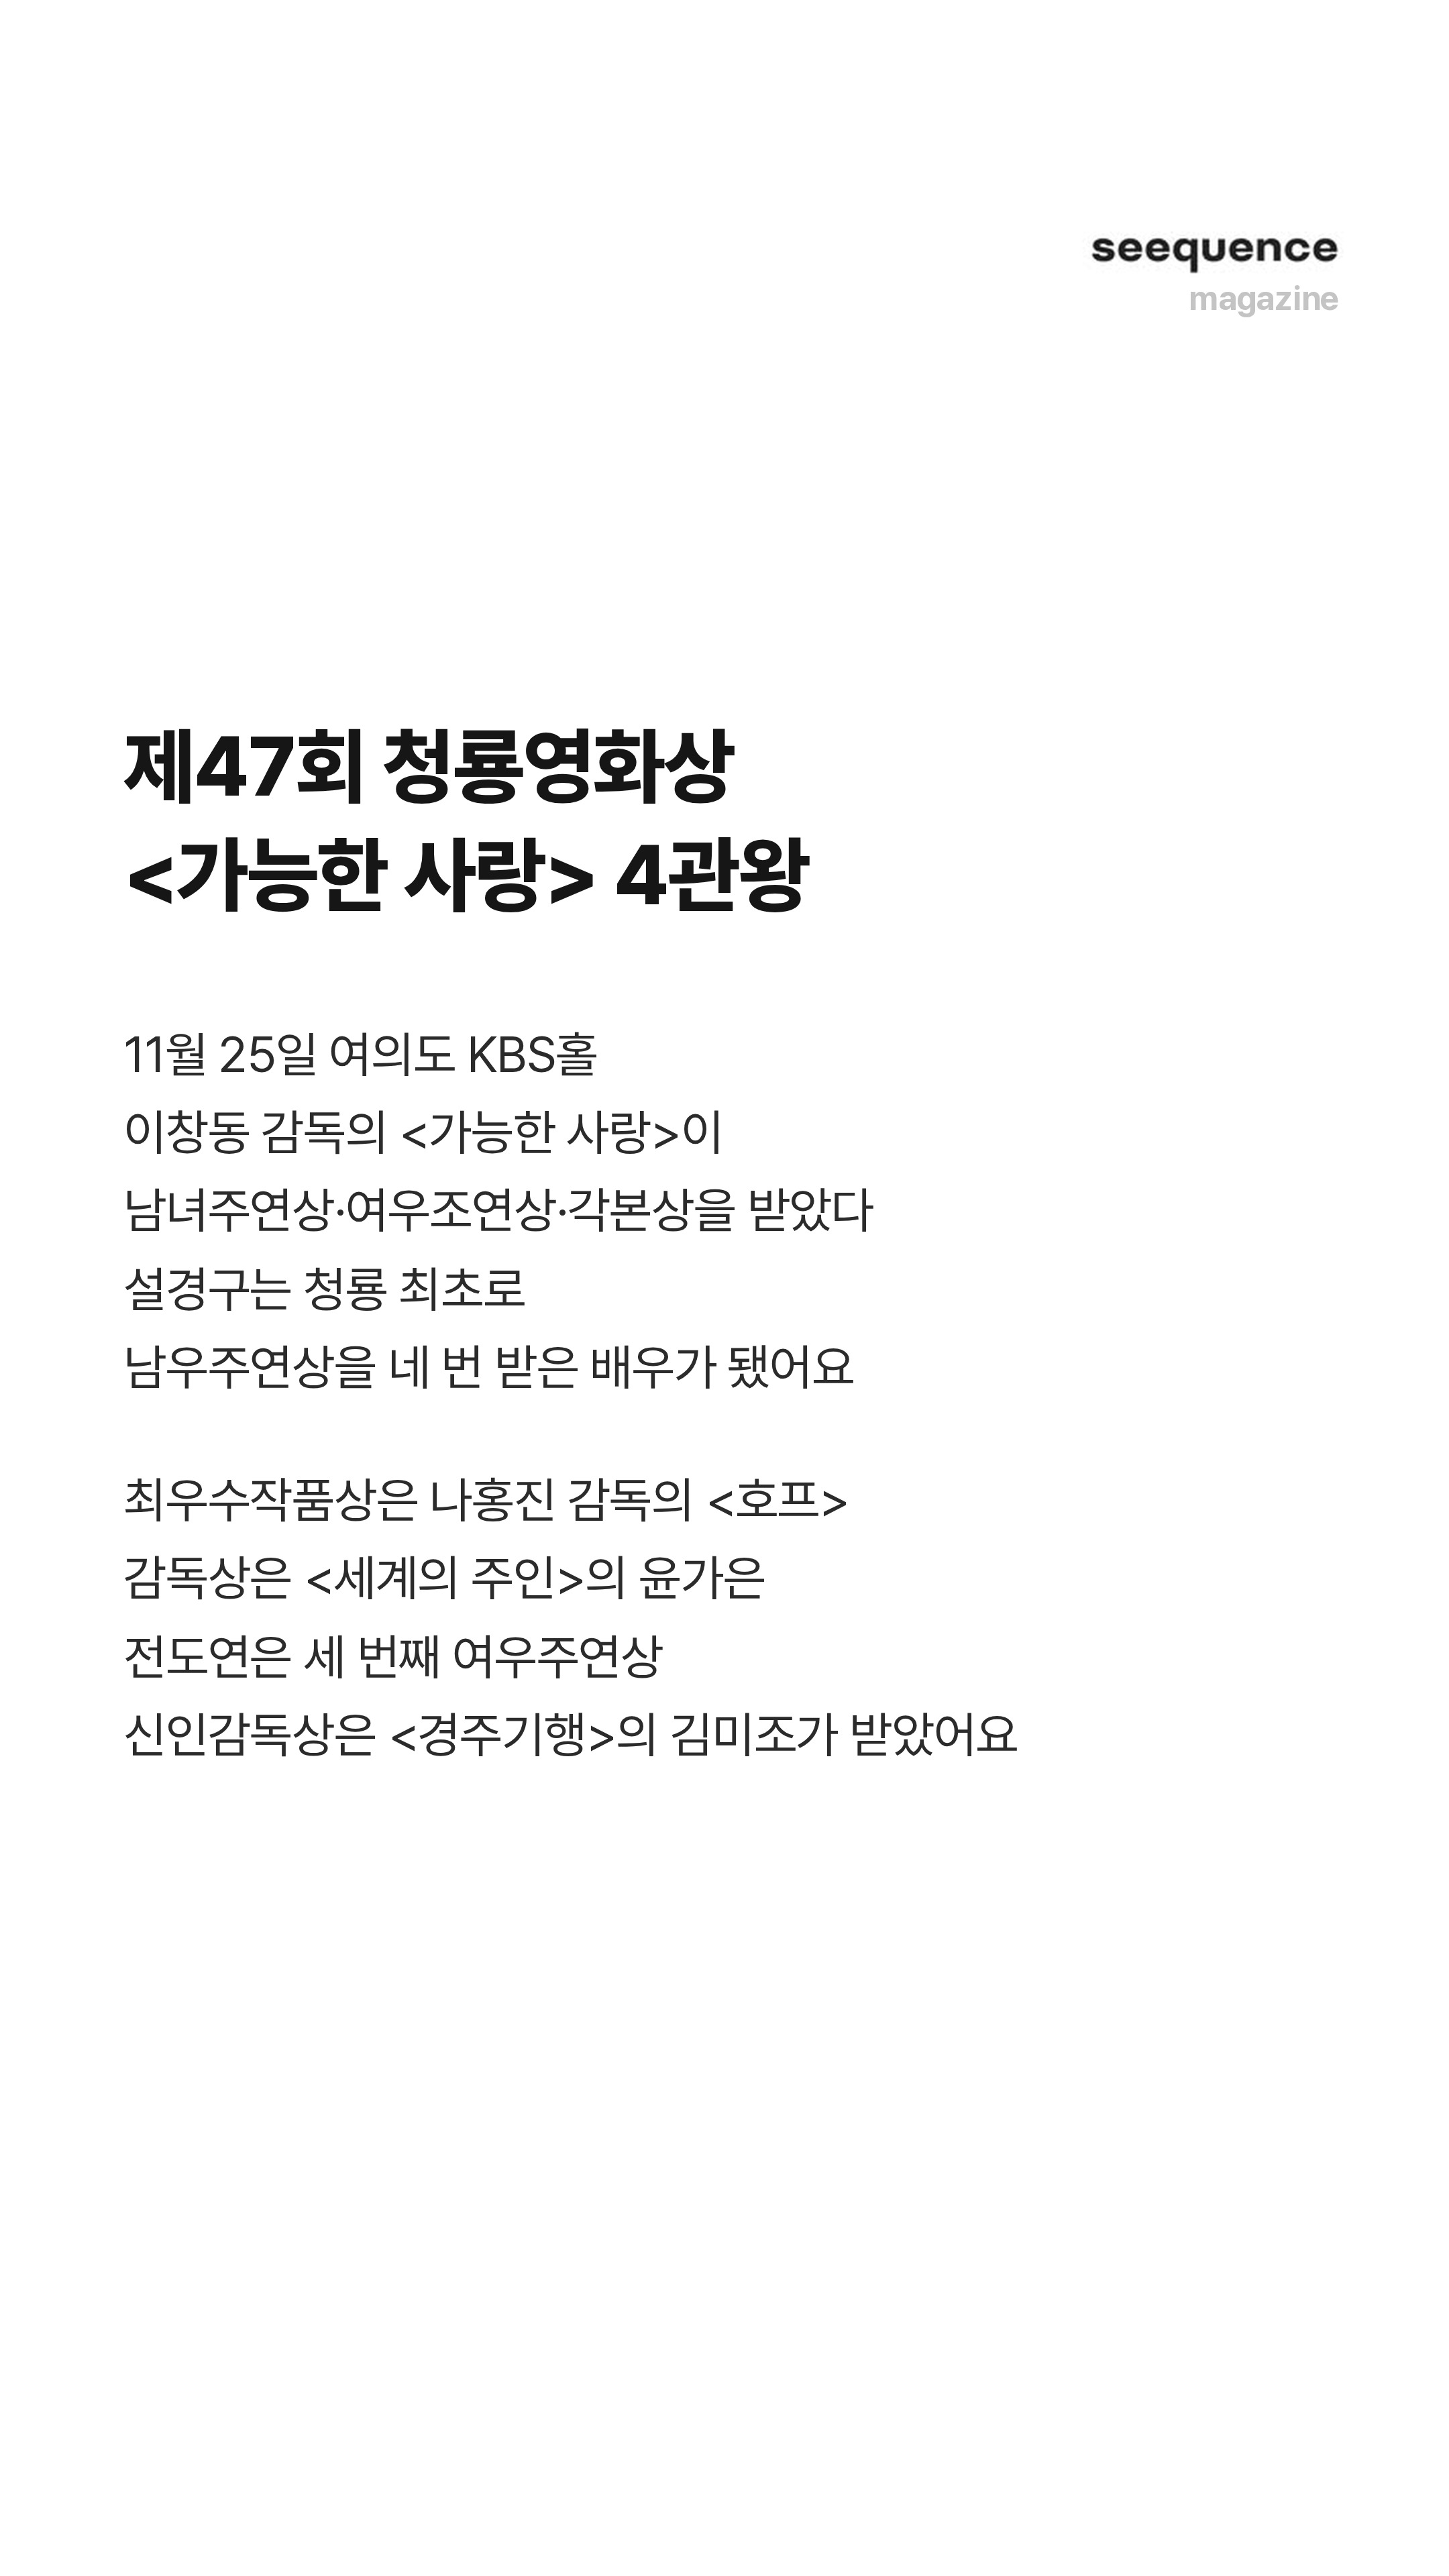 seequence
magazine
제47회 청룡영화상
<가능한 사랑> 4관왕
11월 25일 여의도 KBS홀
이창동 감독의 <가능한 사랑>이
남녀주연상·여우조연상·각본상을 받았다
설경구는 청룡 최초로
남우주연상을 네 번 받은 배우가 됐어요
최우수작품상은 나홍진 감독의 <호프>
감독상은 <세계의 주인>의 윤가은
전도연은 세 번째 여우주연상
신인감독상은 <경주기행>의 김미조가 받았어요